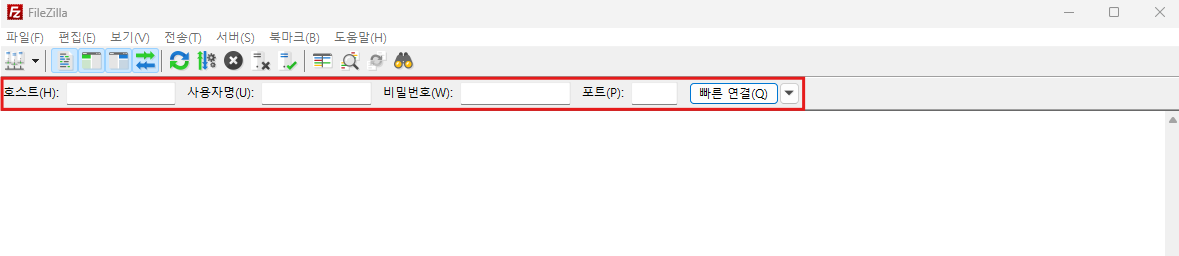 FileZilla
파일(F) 편집(E) 보기(V) 전송(T) 서버(S) 북마크(B) 도움말(H)
호스트(H): 사용자명(U): 비밀번호(W): 포트(P): 빠른 연결(Q)